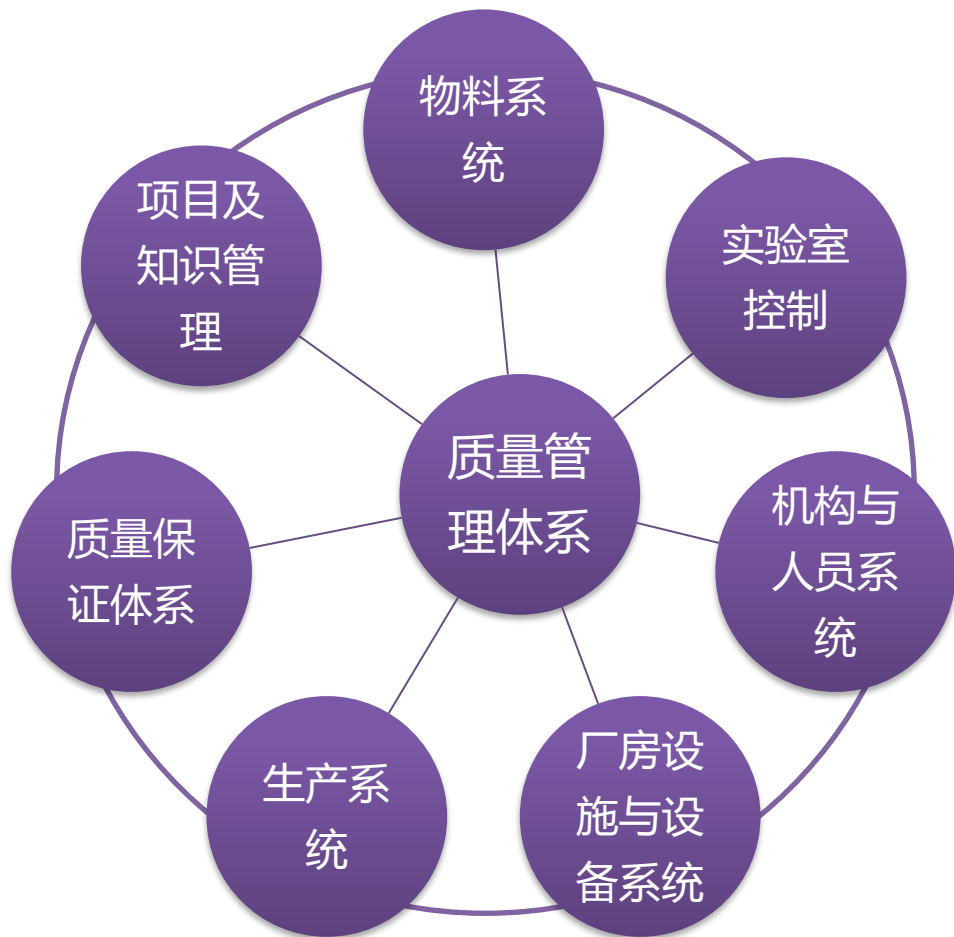 物料系
统
实验室
控制
机构与
人员系
统
厂房设
施与设
备系统
生产系
统
质量保
证体系
项目及
知识管
理
质量管
理体系